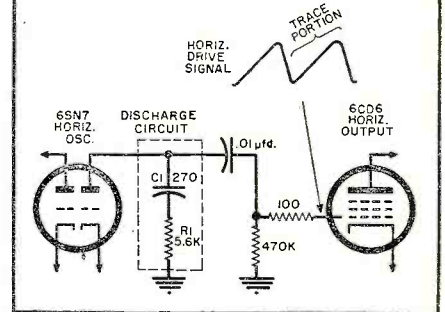 TRACE
PORTION
HORIZ.
DRIVE
SIGNAL
6SN7
HORIZ.
OSC.
DISCHARGE
CIRCUIT
.01 µfd.
6CD6
HORIZ.
OUTPUT
C1 270
100
R1
5.6K
470K